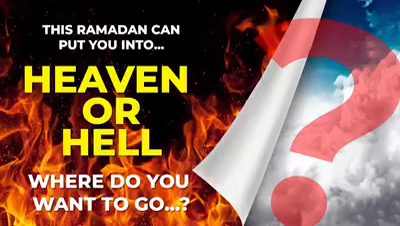 THIS RAMADAN CAN
PUT YOU INTO...
HEAVEN
OR
HELL
WHERE DO YOU
WANT TO GO...?
?